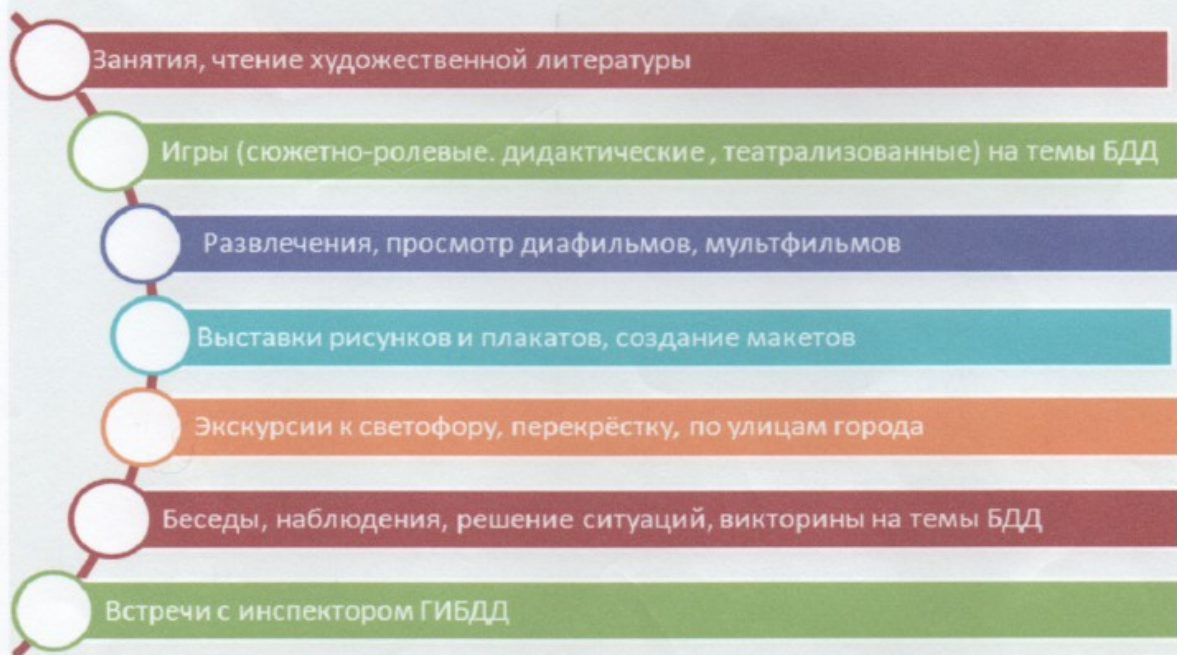 Занятия, чтение художественной литературы
Игры (сюжетно-ролевые. дидактические , театрализованные) на темы БДД
Развлечения, просмотр диафильмов, мультфильмов
Выставки рисунков и плакатов, создание макетов
Экскурсии к светофору, перекрёстку, по улицам города
Беседы, наблюдения, решение ситуаций, викторины на темы БДД
Встречи с инспектором ГИБДД